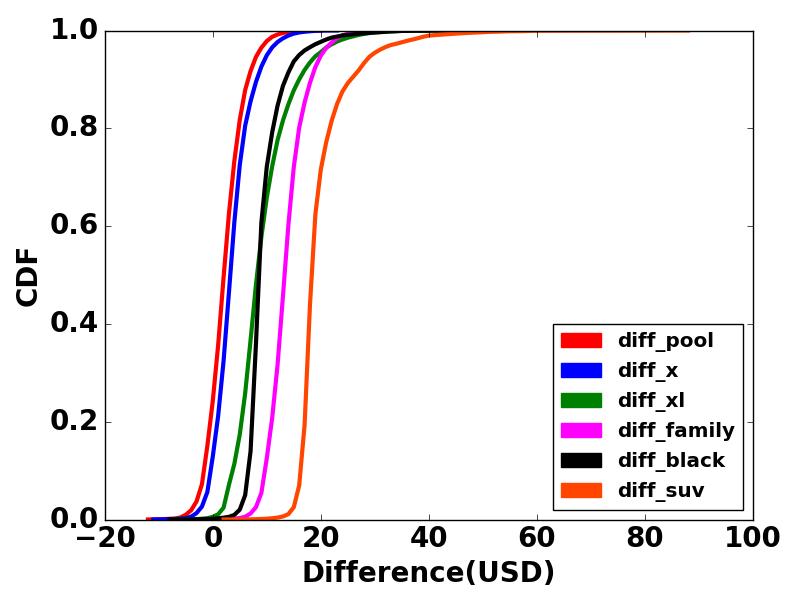 1.0
0.8
0.6
0.4
0.2
0.0
CDF
−20
0
20
40
60
80
100
Difference(USD)
diff_pool
diff_x
diff_xl
diff_family
diff_black
diff_suv